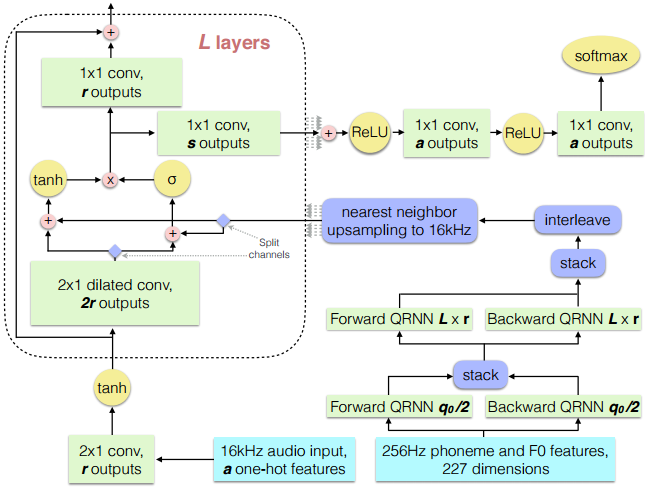 +
L layers
1x1 conv,
r outputs
1x1 conv,
s outputs
+
ReLU
1x1 conv,
a outputs
ReLU
1x1 conv,
a outputs
softmax
tanh
x
σ
+
+
Split
channels
nearest neighbor
upsampling to 16kHz
interleave
stack
2x1 dilated conv,
2r outputs
Forward QRNN L x r
Backward QRNN L x r
stack
tanh
Forward QRNN q₀/2
Backward QRNN q₀/2
2x1 conv,
r outputs
16kHz audio input,
a one-hot features
256Hz phoneme and F0 features,
227 dimensions